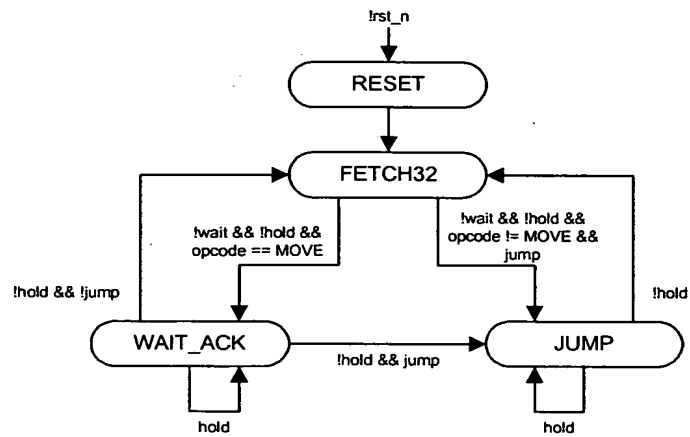 !rst_n
RESET
FETCH32
!wait && !hold &&
opcode == MOVE
!wait && !hold &&
opcode != MOVE &&
jump
!hold && !jump
!hold
WAIT_ACK
JUMP
!hold && jump
hold
hold